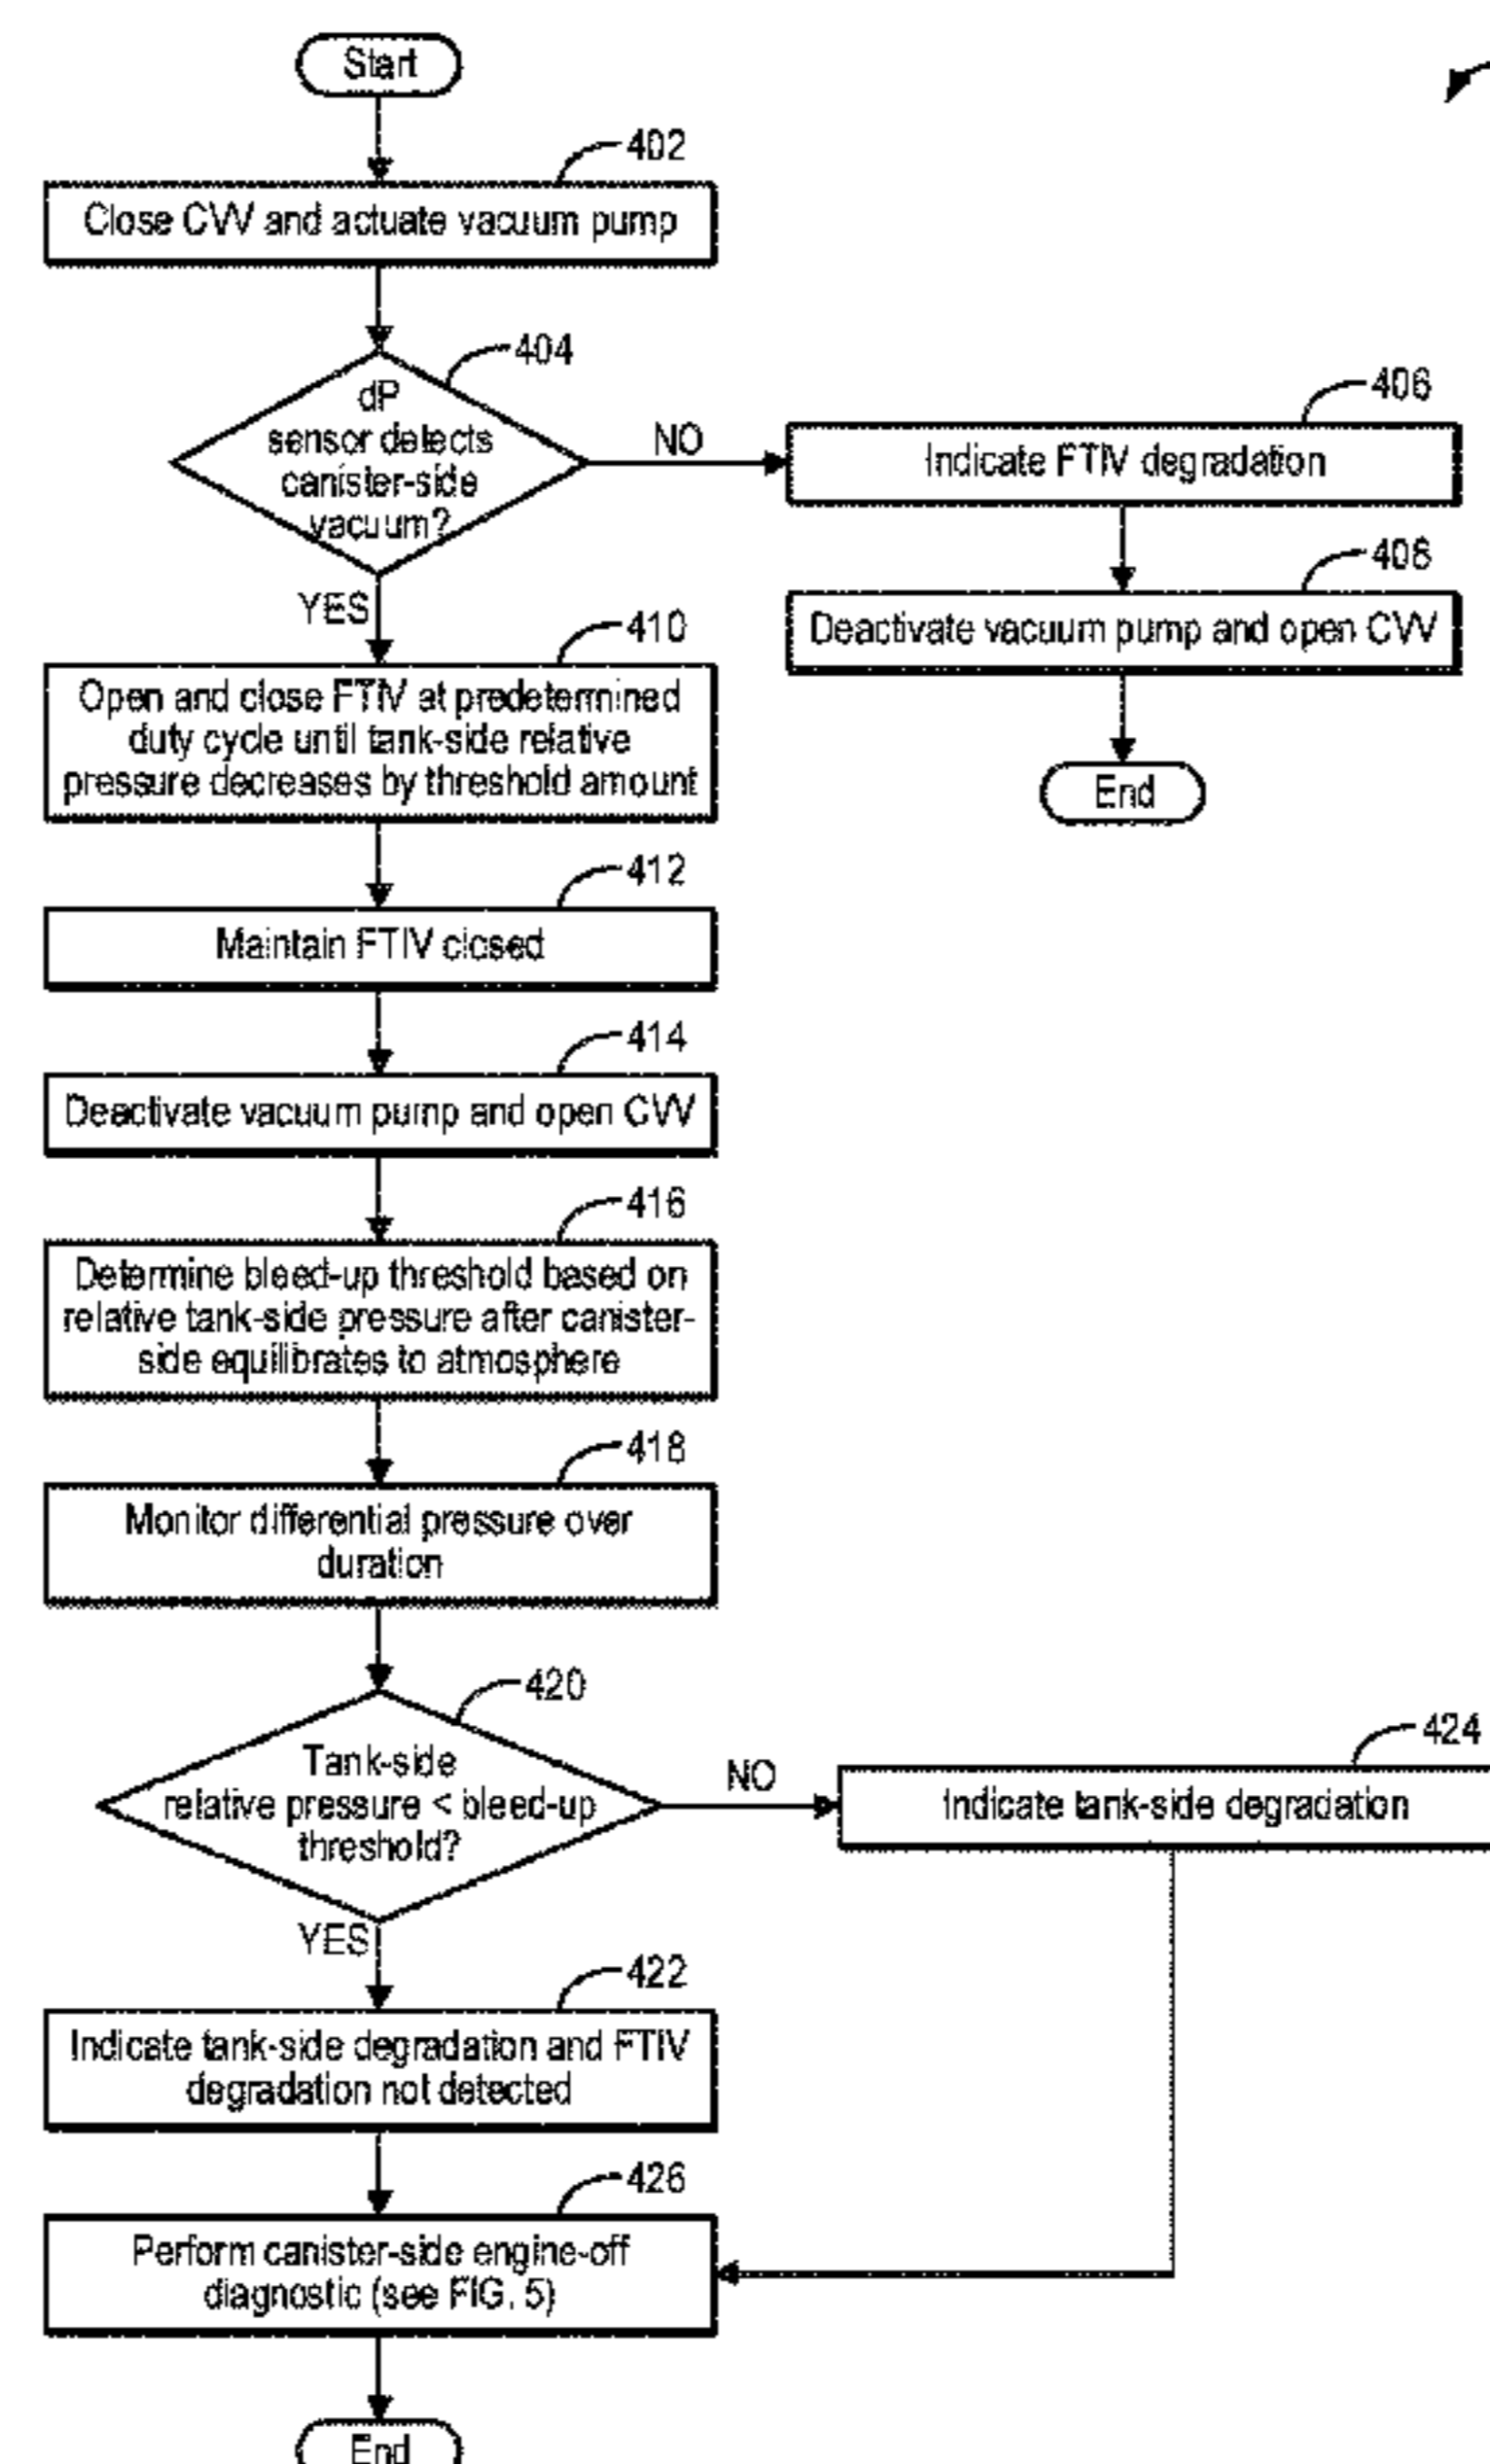 Start
402
Close CVV and actuate vacuum pump
404
dP
sensor detects
canister-side
vacuum?
NO
406
Indicate FTIV degradation
408
Deactivate vacuum pump and open CVV
End
YES
410
Open and close FTIV at predetermined
duty cycle until tank-side relative
pressure decreases by threshold amount
412
Maintain FTIV closed
414
Deactivate vacuum pump and open CVV
416
Determine bleed-up threshold based on
relative tank-side pressure after canister-
side equilibrates to atmosphere
418
Monitor differential pressure over
duration
420
Tank-side
relative pressure < bleed-up
threshold?
NO
424
Indicate tank-side degradation
YES
422
Indicate tank-side degradation and FTIV
degradation not detected
426
Perform canister-side engine-off
diagnostic (see FIG. 5)
End